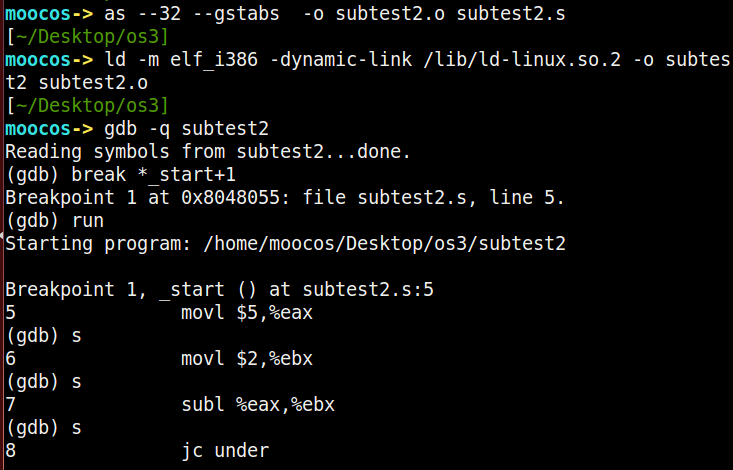 moocos-> as --32 --gstabs  -o subtest2.o subtest2.s
[~/Desktop/os3]
moocos-> ld -m elf_i386 -dynamic-link /lib/ld-linux.so.2 -o subtes
t2 subtest2.o
[~/Desktop/os3]
moocos-> gdb -q subtest2
Reading symbols from subtest2...done.
(gdb) break *_start+1
Breakpoint 1 at 0x8048055: file subtest2.s, line 5.
(gdb) run
Starting program: /home/moocos/Desktop/os3/subtest2

Breakpoint 1, _start () at subtest2.s:5
5               movl $5,%eax
(gdb) s
6               movl $2,%ebx
(gdb) s
7               subl %eax,%ebx
(gdb) s
8               jc under